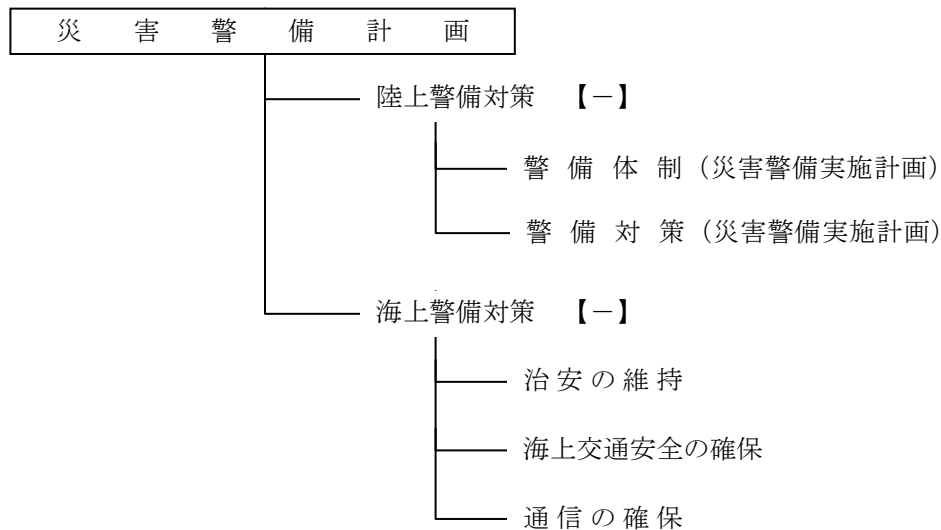 災害警備計画
陸上警備対策 【－】
警備体制(災害警備実施計画)
警備対策(災害警備実施計画)
海上警備対策 【－】
治安の維持
海上交通安全の確保
通信の確保